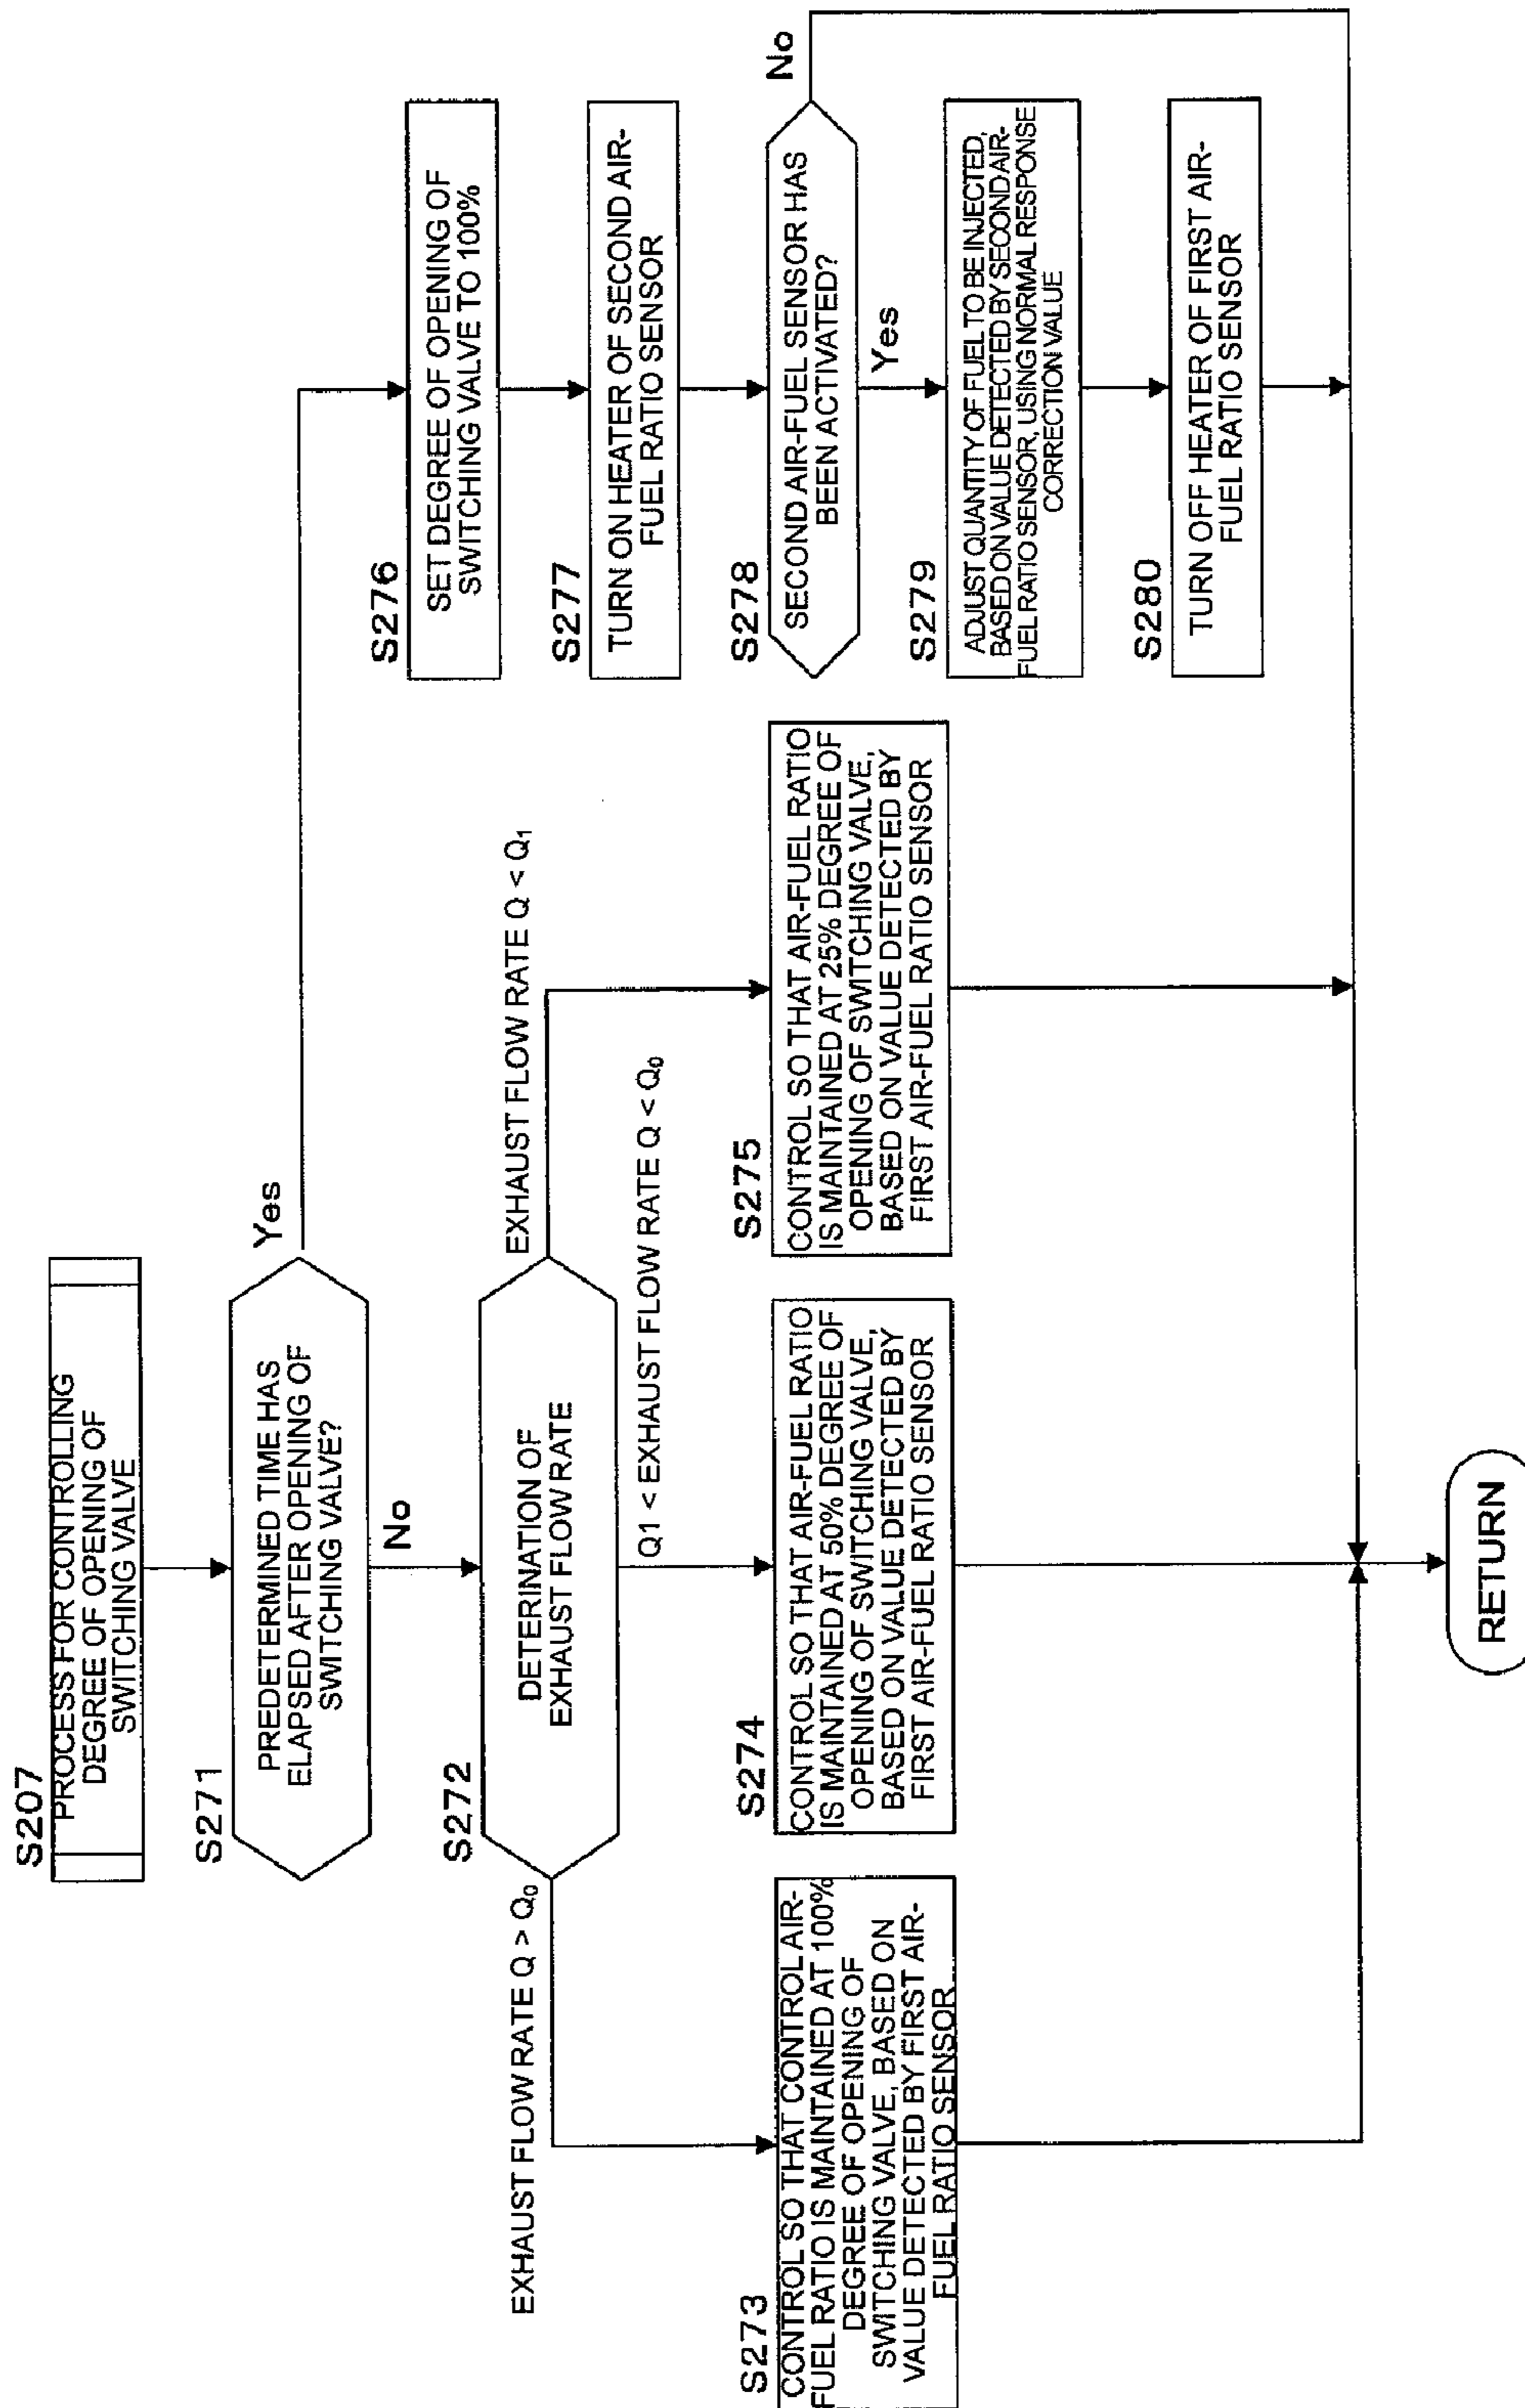 S207
PROCESS FOR CONTROLLING
DEGREE OF OPENING OF
SWITCHING VALVE
S271
PREDETERMINED TIME HAS
ELAPSED AFTER OPENING OF
SWITCHING VALVE?
Yes
No
S272
DETERINATION OF
EXHAUST FLOW RATE
EXHAUST FLOW RATE Q > Q₀
Q1 < EXHAUST FLOW RATE Q < Q₀
EXHAUST FLOW RATE Q < Q₁
S273
CONTROL SO THAT CONTROL AIR-
FUEL RATIO IS MAINTAINED AT 100%
DEGREE OF OPENING OF
SWITCHING VALVE, BASED ON
VALUE DETECTED BY FIRST AIR-
FUEL RATIO SENSOR
S274
CONTROL SO THAT AIR-FUEL RATIO
IS MAINTAINED AT 50% DEGREE OF
OPENING OF SWITCHING VALVE,
BASED ON VALUE DETECTED BY
FIRST AIR-FUEL RATIO SENSOR
S275
CONTROL SO THAT AIR-FUEL RATIO
IS MAINTAINED AT 25% DEGREE OF
OPENING OF SWITCHING VALVE,
BASED ON VALUE DETECTED BY
FIRST AIR-FUEL RATIO SENSOR
S276
SET DEGREE OF OPENING OF
SWITCHING VALVE TO 100%
S277
TURN ON HEATER OF SECOND AIR-
FUEL RATIO SENSOR
S278
SECOND AIR-FUEL SENSOR HAS
BEEN ACTIVATED?
No
Yes
S279
ADJUST QUANTITY OF FUEL TO BE INJECTED,
BASED ON VALUE DETECTED BY SECOND AIR-
FUEL RATIO SENSOR, USING NORMAL RESPONSE
CORRECTION VALUE
S280
TURN OFF HEATER OF FIRST AIR-
FUEL RATIO SENSOR
RETURN